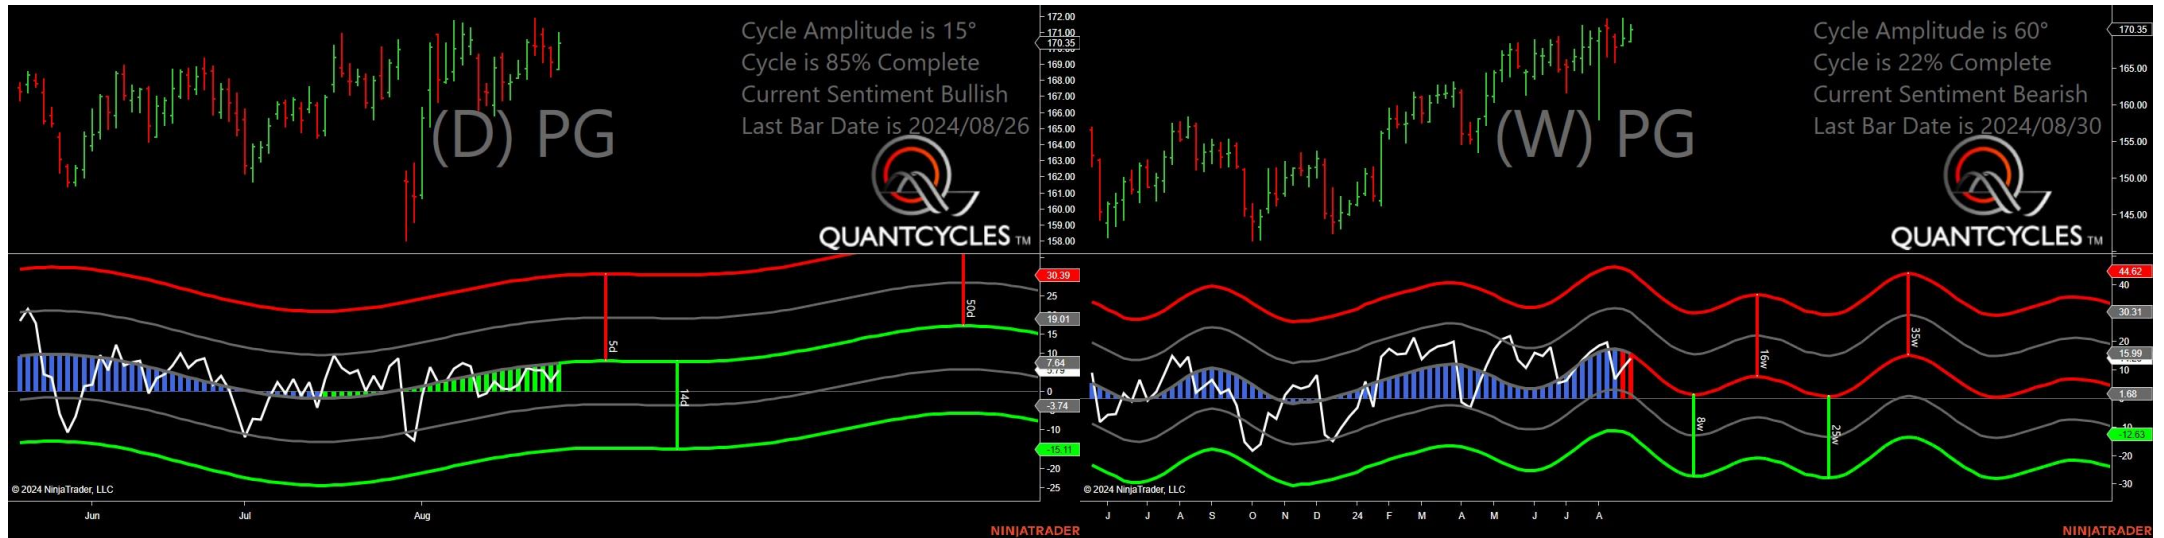 Cycle Amplitude is 15°
Cycle is 85% Complete
Current Sentiment Bullish
Last Bar Date is 2024/08/26
(D) PG
QUANTCYCLES TM
172.00
171.00
170.35
169.00
168.00
167.00
166.00
165.00
164.00
163.00
162.00
161.00
160.00
159.00
158.00
30.39
25
19.01
15
10
7.64
5.79
0
-3.74
-10
-15.11
-20
-25
5d
14d
50d
© 2024 NinjaTrader, LLC
Jun
Jul
Aug
NINJATRADER
Cycle Amplitude is 60°
Cycle is 22% Complete
Current Sentiment Bearish
Last Bar Date is 2024/08/30
(W) PG
QUANTCYCLES TM
170.35
165.00
160.00
155.00
150.00
145.00
44.62
40
30.31
20
15.99
10
1.68
-12.63
-20
-30
8w
16w
25w
35w
© 2024 NinjaTrader, LLC
J J A S O N D 24 F M A M J J A
NINJATRADER